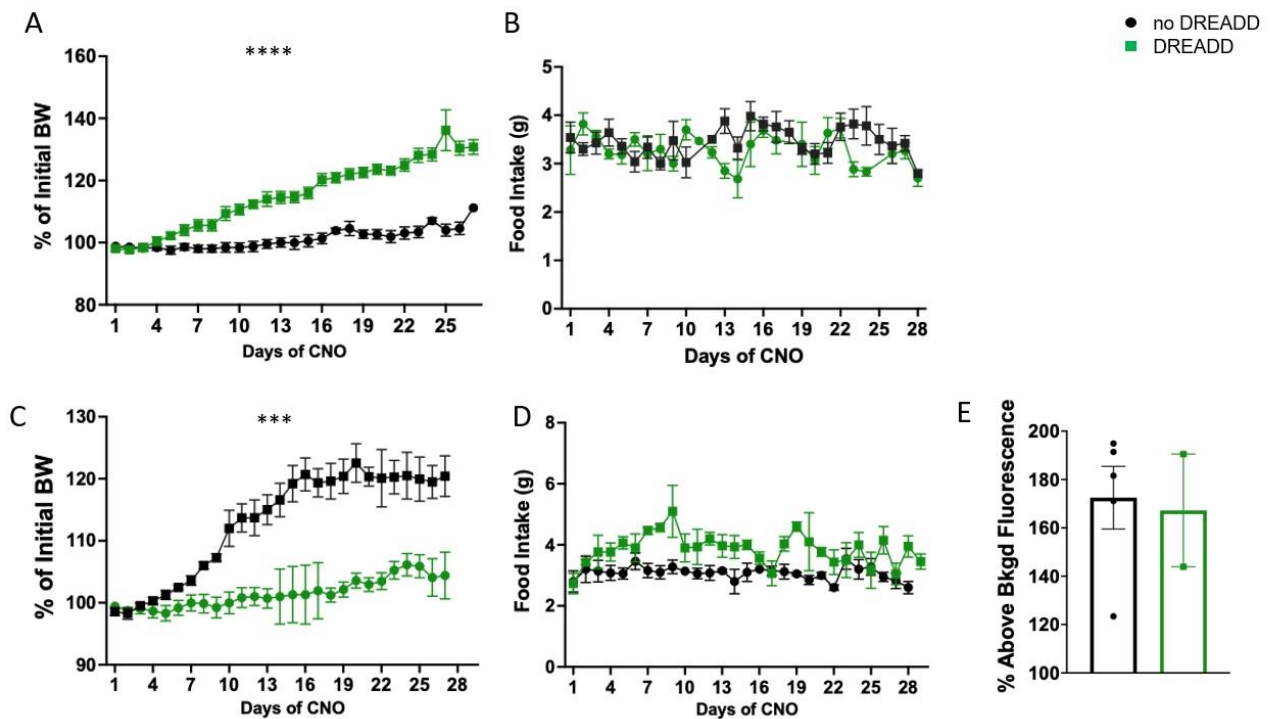 A
B
no DREADD
DREADD
****
% of Initial BW
160
140
120
100
80
1 4 7 10 13 16 19 22 25
Days of CNO
Food Intake (g)
5
4
3
2
1
0
1 4 7 10 13 16 19 22 25 28
Days of CNO
C
D
E
***
% of Initial BW
130
120
110
100
90
1 4 7 10 13 16 19 22 25 28
Days of CNO
Food Intake (g)
8
6
4
2
0
1 4 7 10 13 16 19 22 25 28
Days of CNO
% Above Bkgd Fluorescence
200
180
160
140
120
100